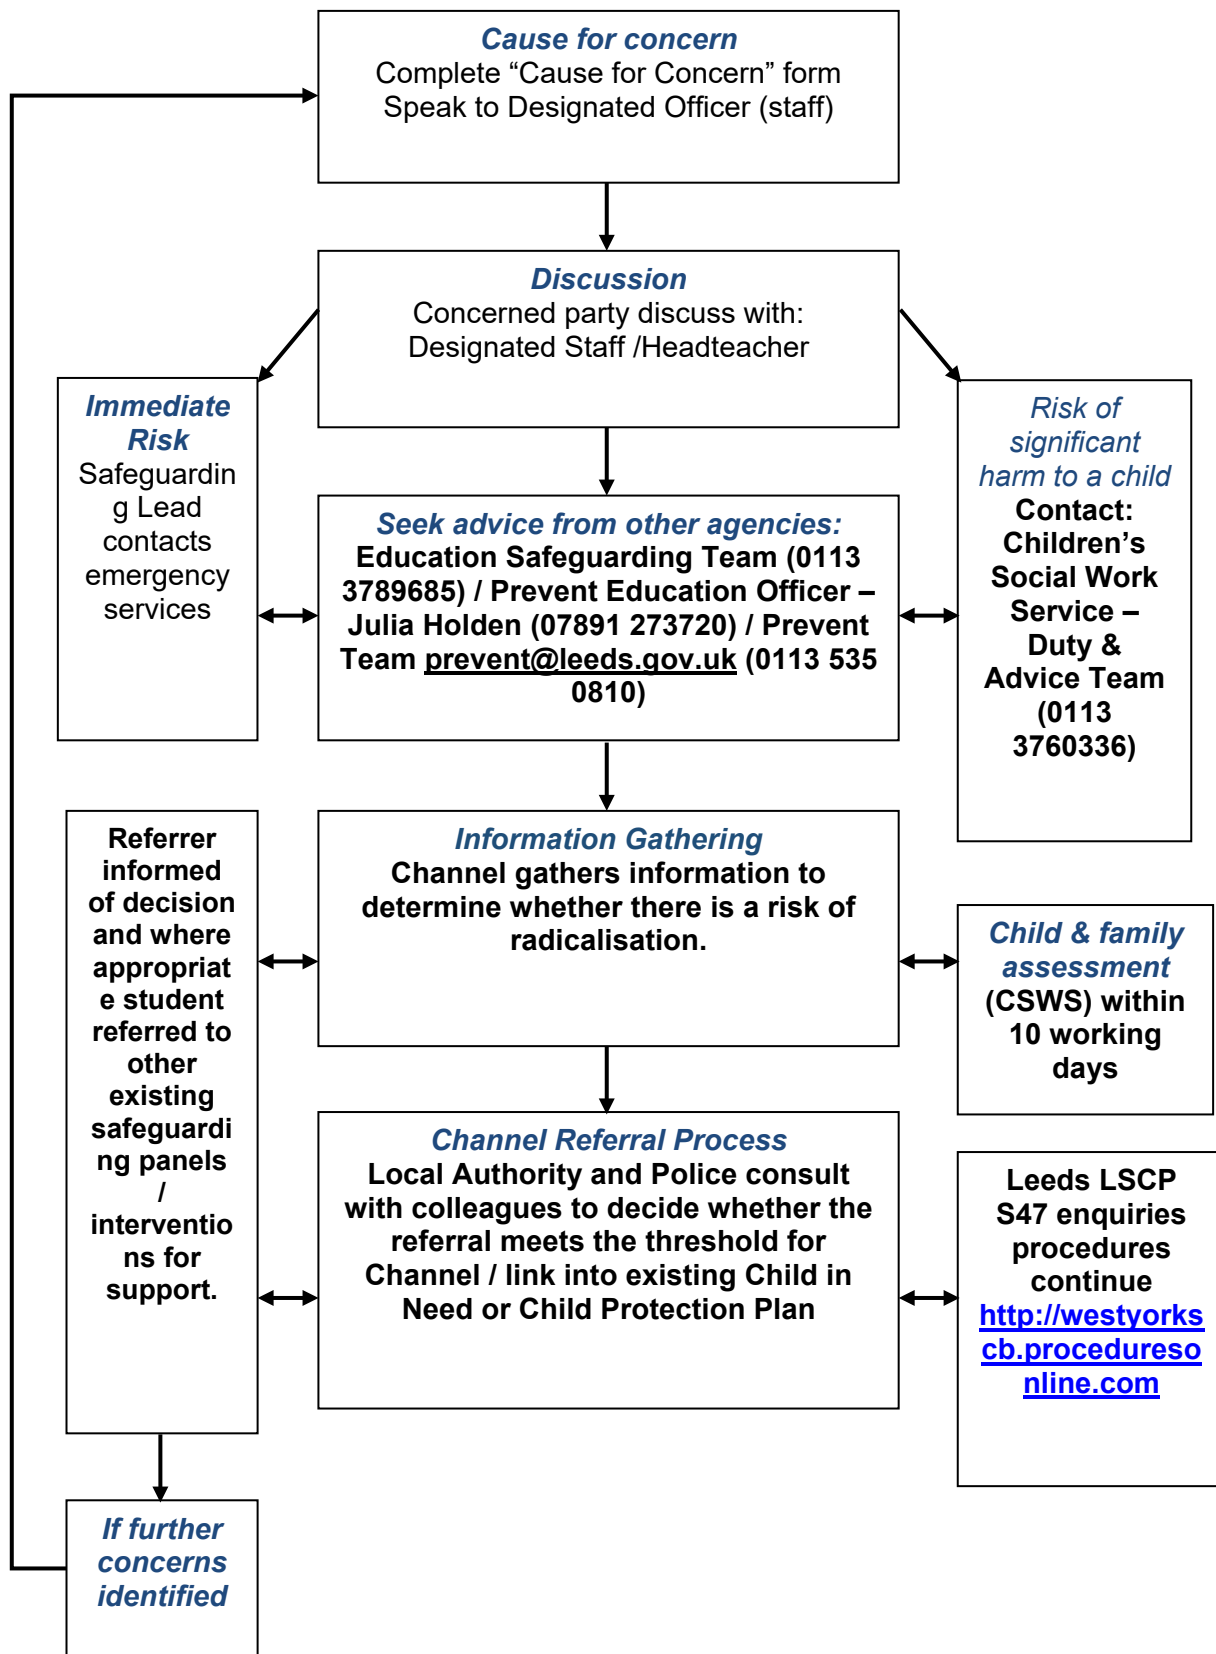 Cause for concern
Complete “Cause for Concern” form
Speak to Designated Officer (staff)
Discussion
Concerned party discuss with:
Designated Staff /Headteacher
Immediate
Risk
Safeguardin
g Lead
contacts
emergency
services
Seek advice from other agencies:
Education Safeguarding Team (0113
3789685) / Prevent Education Officer –
Julia Holden (07891 273720) / Prevent
Team prevent@leeds.gov.uk (0113 535
0810)
Risk of
significant
harm to a child
Contact:
Children’s
Social Work
Service –
Duty &
Advice Team
(0113
3760336)
Referrer
informed
of decision
and where
appropriat
e student
referred to
other
existing
safeguardi
ng panels
/
interventio
ns for
support.
Information Gathering
Channel gathers information to
determine whether there is a risk of
radicalisation.
Child & family
assessment
(CSWS) within
10 working
days
Channel Referral Process
Local Authority and Police consult
with colleagues to decide whether the
referral meets the threshold for
Channel / link into existing Child in
Need or Child Protection Plan
Leeds LSCP
S47 enquiries
procedures
continue
http://westyorks
cb.procedureso
nline.com
If further
concerns
identified